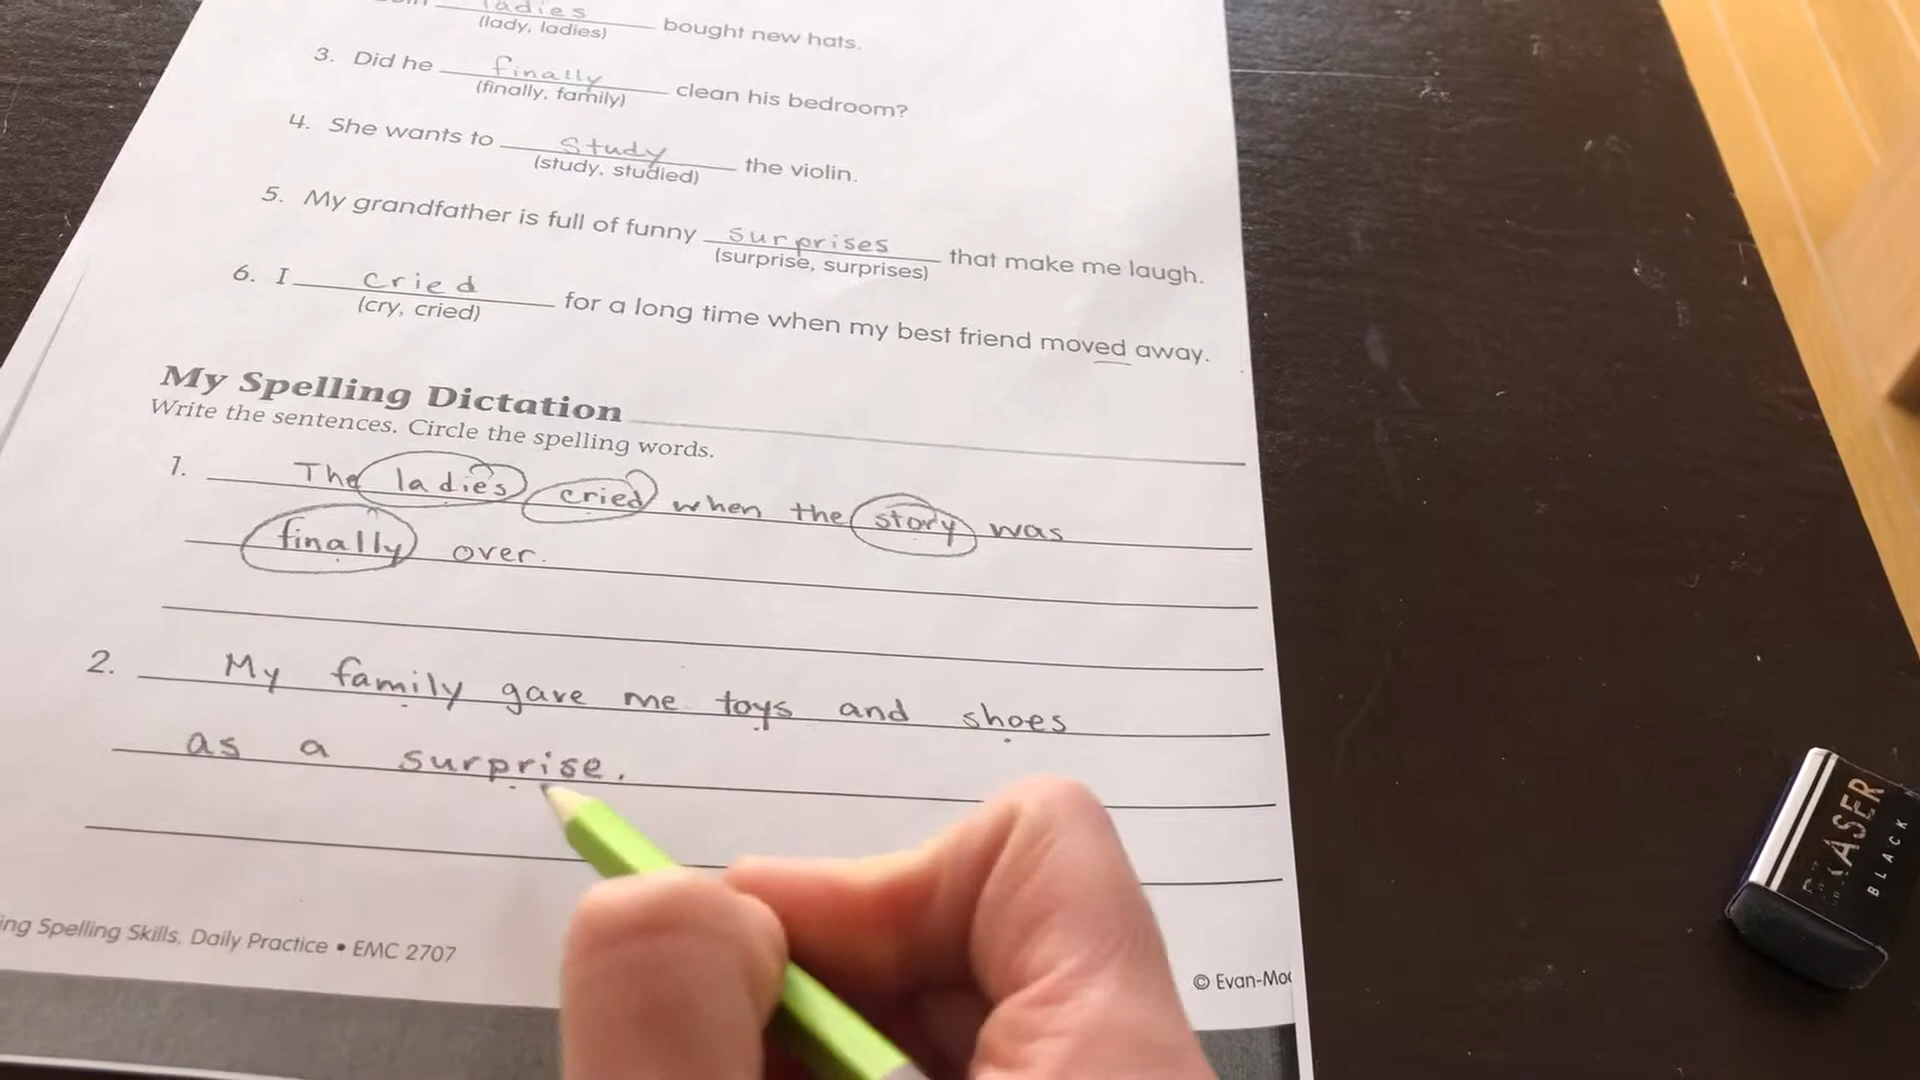 ladies bought new hats.
(lady, ladies)
3. Did he finally clean his bedroom?
(finally, family)
4. She wants to study the violin.
(study, studied)
5. My grandfather is full of funny surprises that make me laugh.
(surprise, surprises)
6. I cried for a long time when my best friend moved away.
(cry, cried)
My Spelling Dictation
Write the sentences. Circle the spelling words.
1. The ladies cried when the story was
finally over.
2. My family gave me toys and shoes
as a surprise.
ing Spelling Skills, Daily Practice • EMC 2707
© Evan-Moo
ERASER
BLACK